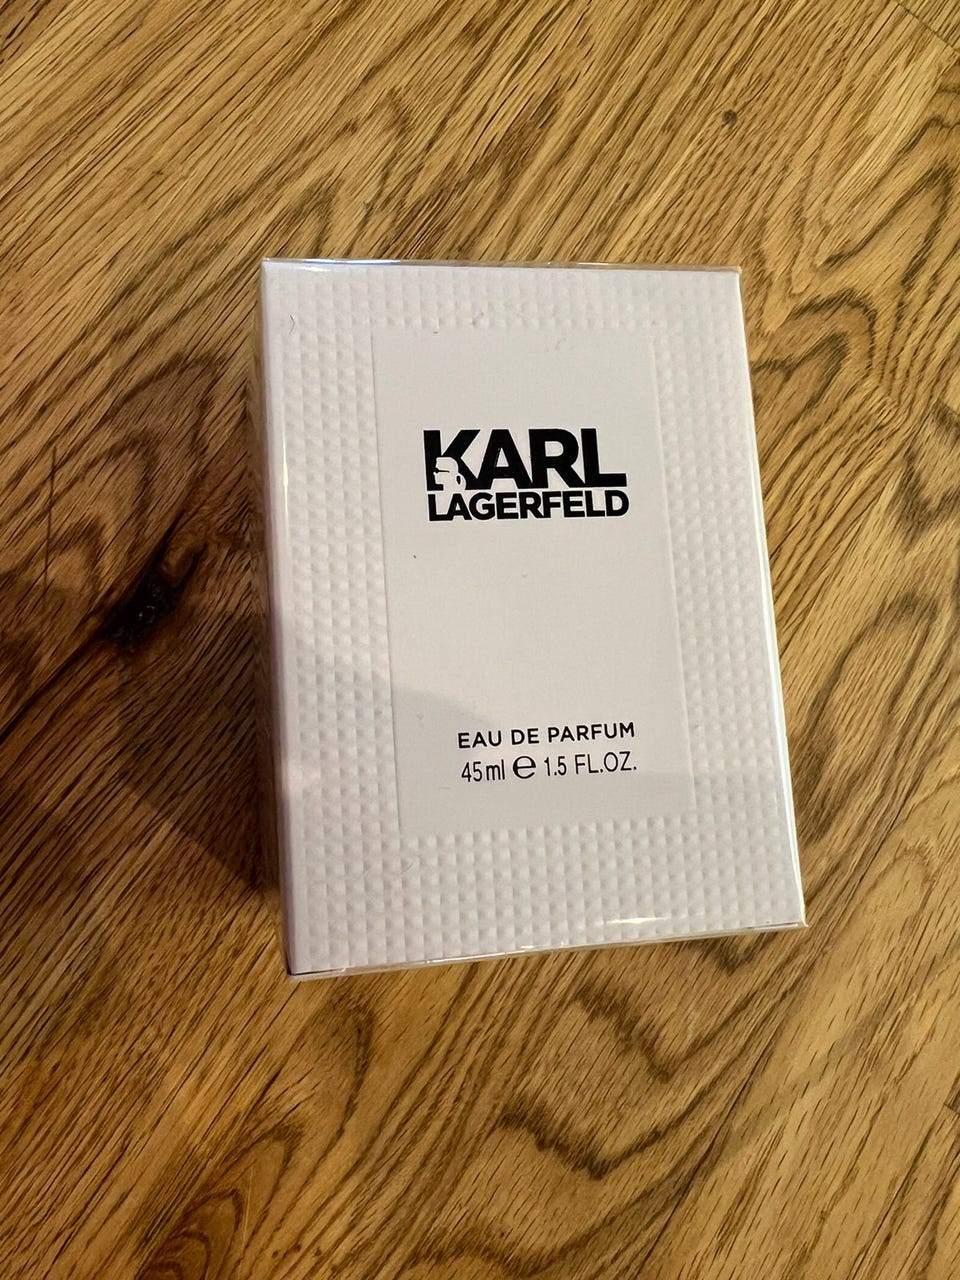 KARL
LAGERFELD
EAU DE PARFUM
45ml ℮ 1.5 FL.OZ.